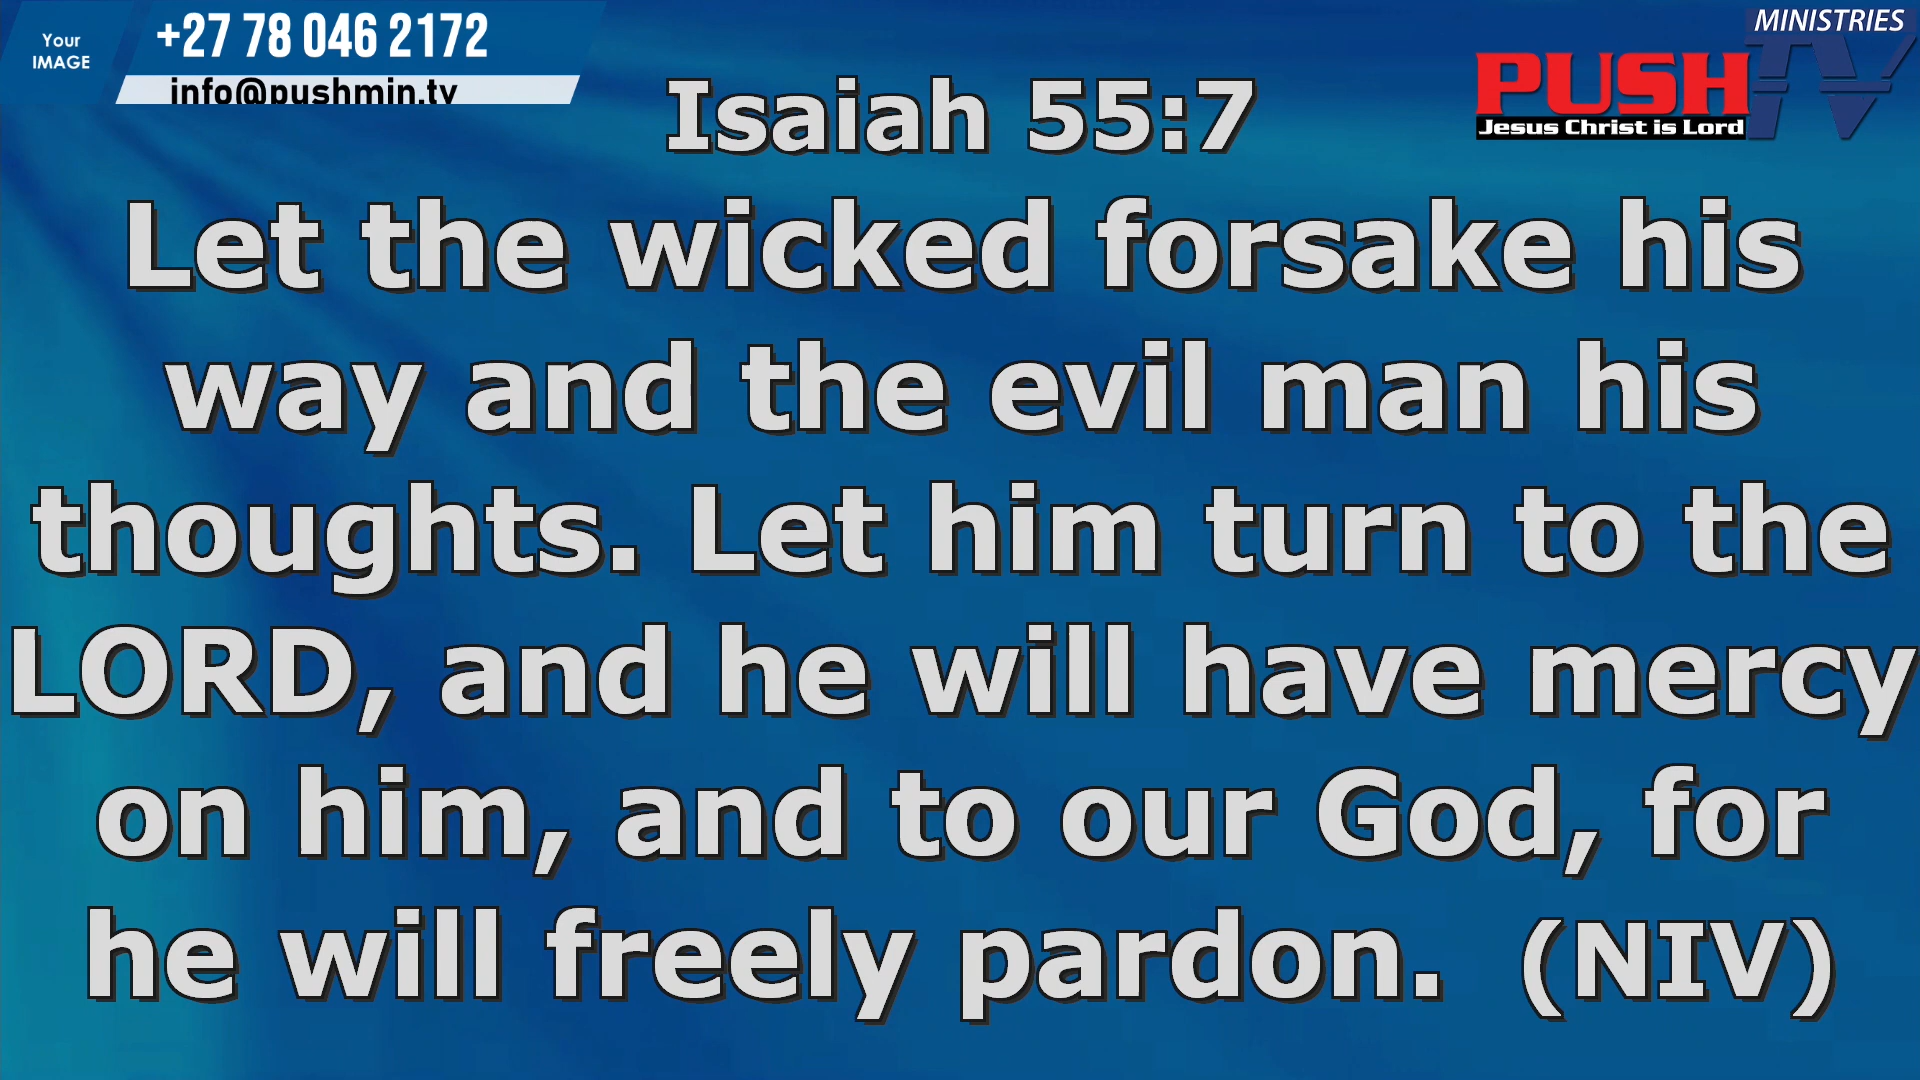 Your
IMAGE
+27 78 046 2172
info@pushmin.tv
MINISTRIES
PUSH TV
Jesus Christ is Lord
Isaiah 55:7
Let the wicked forsake his
way and the evil man his
thoughts. Let him turn to the
LORD, and he will have mercy
on him, and to our God, for
he will freely pardon. (NIV)